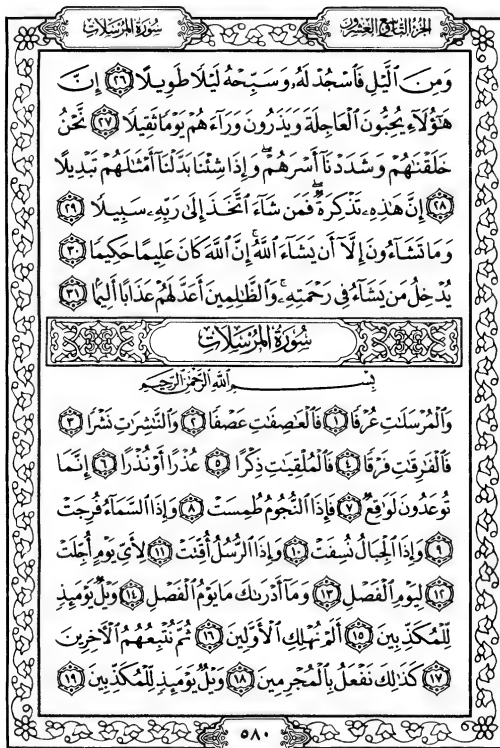 الجزء التاسع والعشرون
سورة المرسلات
وَمِنَ ٱلَّيْلِ فَٱسْجُدْ لَهُۥ وَسَبِّحْهُ لَيْلًا طَوِيلًا ۝٢٦ إِنَّ
هَٰٓؤُلَآءِ يُحِبُّونَ ٱلْعَاجِلَةَ وَيَذَرُونَ وَرَآءَهُمْ يَوْمًا ثَقِيلًا ۝٢٧ نَّحْنُ
خَلَقْنَٰهُمْ وَشَدَدْنَآ أَسْرَهُمْ ۖ وَإِذَا شِئْنَا بَدَّلْنَآ أَمْثَٰلَهُمْ تَبْدِيلًا
۝٢٨ إِنَّ هَٰذِهِۦ تَذْكِرَةٌ ۖ فَمَن شَآءَ ٱتَّخَذَ إِلَىٰ رَبِّهِۦ سَبِيلًا ۝٢٩
وَمَا تَشَآءُونَ إِلَّآ أَن يَشَآءَ ٱللَّهُ ۚ إِنَّ ٱللَّهَ كَانَ عَلِيمًا حَكِيمًا ۝٣٠
يُدْخِلُ مَن يَشَآءُ فِى رَحْمَتِهِۦ ۚ وَٱلظَّٰلِمِينَ أَعَدَّ لَهُمْ عَذَابًا أَلِيمًۢا ۝٣١
سُورَةُ المُرْسَلَات
بِسْمِ ٱللَّهِ ٱلرَّحْمَٰنِ ٱلرَّحِيمِ
وَٱلْمُرْسَلَٰتِ عُرْفًا ۝١ فَٱلْعَٰصِفَٰتِ عَصْفًا ۝٢ وَٱلنَّٰشِرَٰتِ نَشْرًا ۝٣
فَٱلْفَٰرِقَٰتِ فَرْقًا ۝٤ فَٱلْمُلْقِيَٰتِ ذِكْرًا ۝٥ عُذْرًا أَوْ نُذْرًا ۝٦ إِنَّمَا
تُوعَدُونَ لَوَٰقِعٌ ۝٧ فَإِذَا ٱلنُّجُومُ طُمِسَتْ ۝٨ وَإِذَا ٱلسَّمَآءُ فُرِجَتْ
۝٩ وَإِذَا ٱلْجِبَالُ نُسِفَتْ ۝١٠ وَإِذَا ٱلرُّسُلُ أُقِّتَتْ ۝١١ لِأَىِّ يَوْمٍ أُجِّلَتْ
۝١٢ لِيَوْمِ ٱلْفَصْلِ ۝١٣ وَمَآ أَدْرَىٰكَ مَا يَوْمُ ٱلْفَصْلِ ۝١٤ وَيْلٌ يَوْمَئِذٍ
لِّلْمُكَذِّبِينَ ۝١٥ أَلَمْ نُهْلِكِ ٱلْأَوَّلِينَ ۝١٦ ثُمَّ نُتْبِعُهُمُ ٱلْءَاخِرِينَ
۝١٧ كَذَٰلِكَ نَفْعَلُ بِٱلْمُجْرِمِينَ ۝١٨ وَيْلٌ يَوْمَئِذٍ لِّلْمُكَذِّبِينَ ۝١٩
٥٨٠